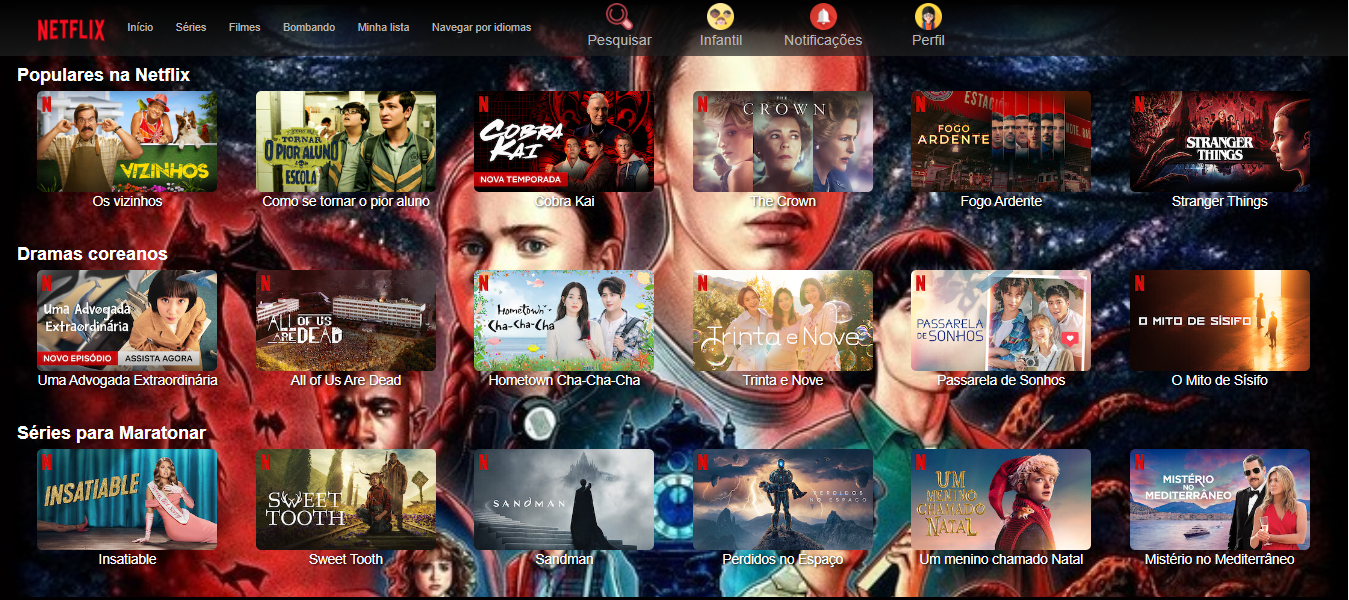 NETFLIX Início Séries Filmes Bombando Minha lista Navegar por idiomas Pesquisar Infantil Notificações Perfil
Populares na Netflix
N
VIZINHOS
Os vizinhos
COMO SE
TORNAR
O PIOR ALUNO
DA
ESCOLA
Como se tornar o pior aluno
N
COBRA
KAI
NOVA TEMPORADA
Cobra Kai
N
THE
CROWN
The Crown
N
FOGO
ARDENTE
Fogo Ardente
N
STRANGER
THINGS
Stranger Things
Dramas coreanos
N
Uma Advogada
Extraordinária
NOVO EPISÓDIO ASSISTA AGORA
Uma Advogada Extraordinária
N
ALL OF US
ARE DEAD
All of Us Are Dead
N
Hometown
Cha-Cha-Cha
Hometown Cha-Cha-Cha
N
Trinta e Nove
Trinta e Nove
N
PASSARELA
DE SONHOS
Passarela de Sonhos
N
O MITO DE SÍSIFO
O Mito de Sísifo
Séries para Maratonar
N
INSATIABLE
Insatiable
N
SWEET
TOOTH
Sweet Tooth
N
SANDMAN
Sandman
N
PERDIDOS
NO ESPAÇO
Perdidos no Espaço
N
UM
MENINO
CHAMADO
NATAL
Um menino chamado Natal
N
MISTÉRIO
NO
MEDITERRÂNEO
Mistério no Mediterrâneo